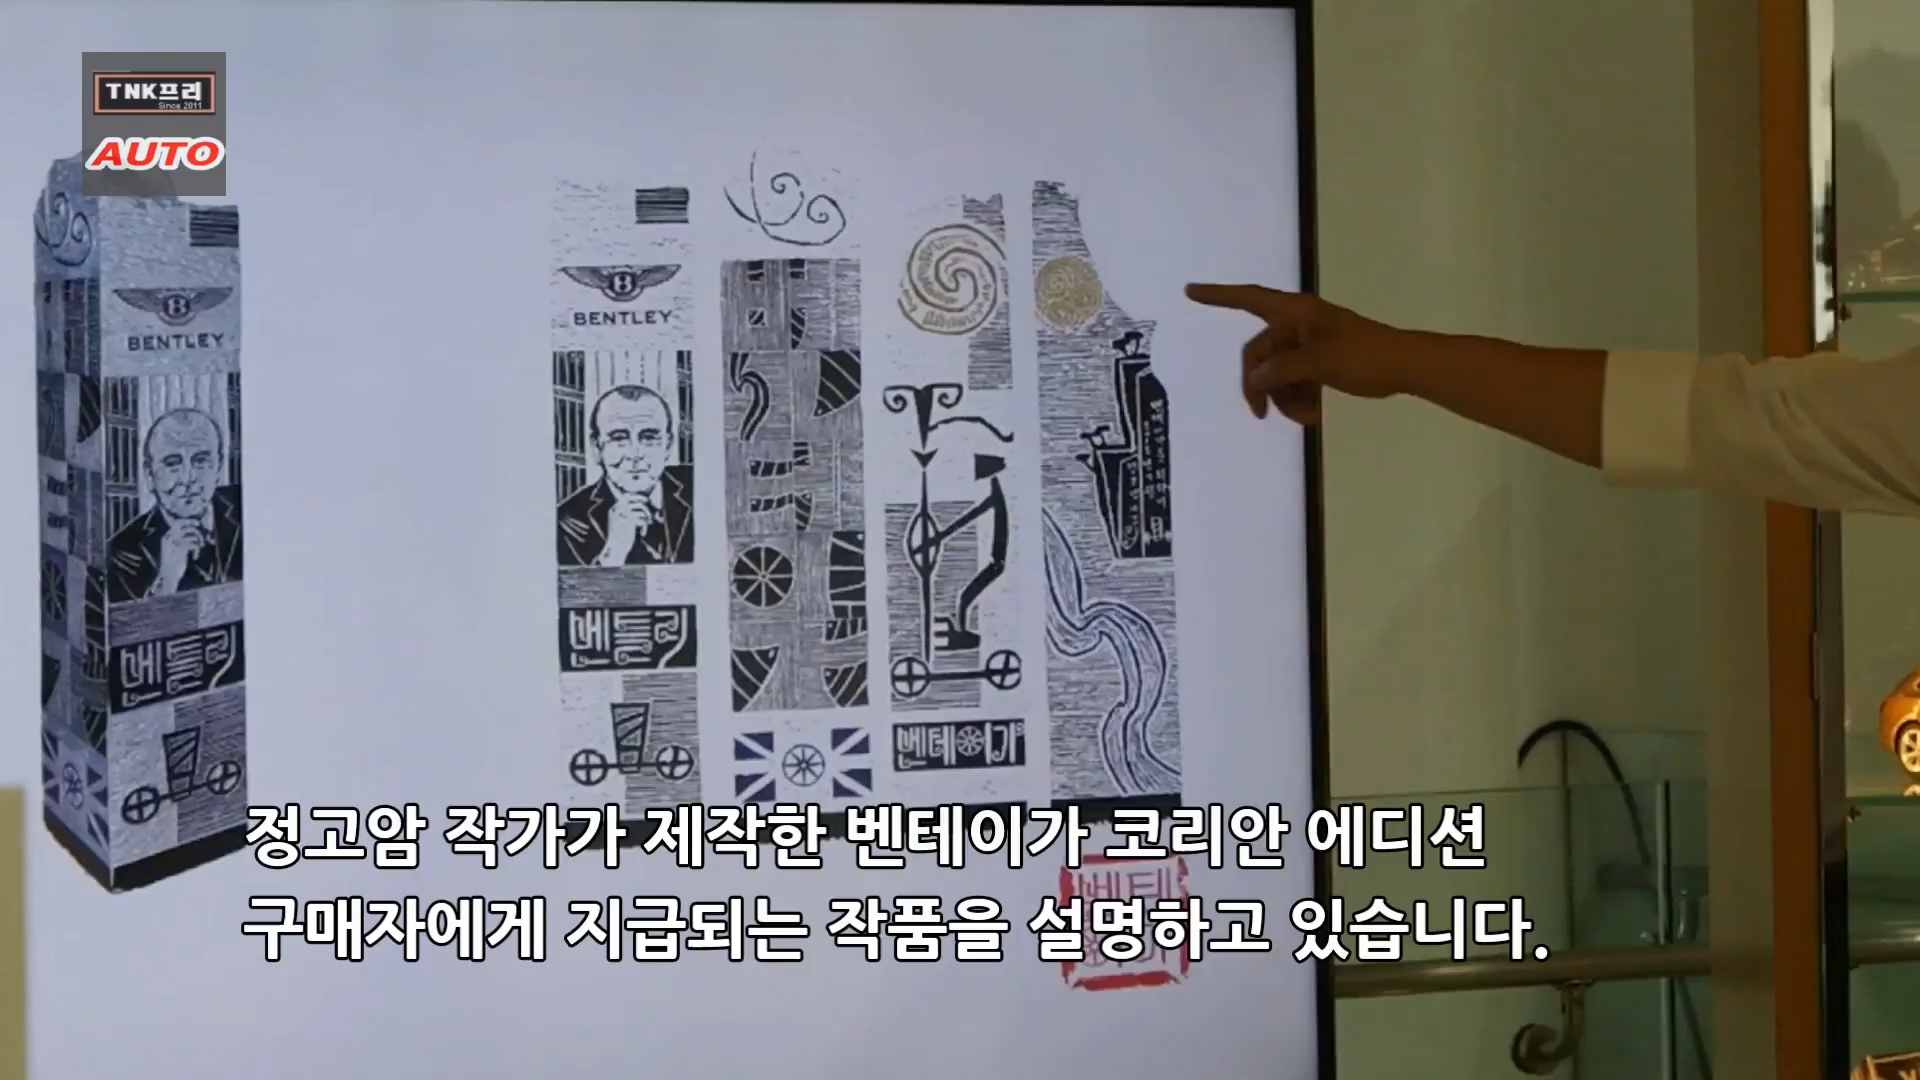 TNK프리
Since 2011
AUTO
B
BENTLEY
B
BENTLEY
벤틀리
벤틀리
벤테이가
정고암 작가가 제작한 벤테이가 코리안 에디션
구매자에게 지급되는 작품을 설명하고 있습니다.